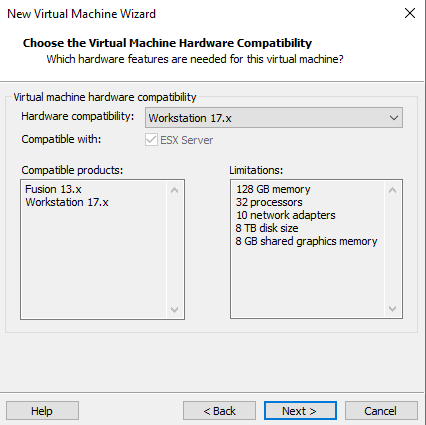 New Virtual Machine Wizard
Choose the Virtual Machine Hardware Compatibility
Which hardware features are needed for this virtual machine?
Virtual machine hardware compatibility
Hardware compatibility: Workstation 17.x
Compatible with: ESX Server
Compatible products:
Fusion 13.x
Workstation 17.x
Limitations:
128 GB memory
32 processors
10 network adapters
8 TB disk size
8 GB shared graphics memory
Help < Back Next > Cancel